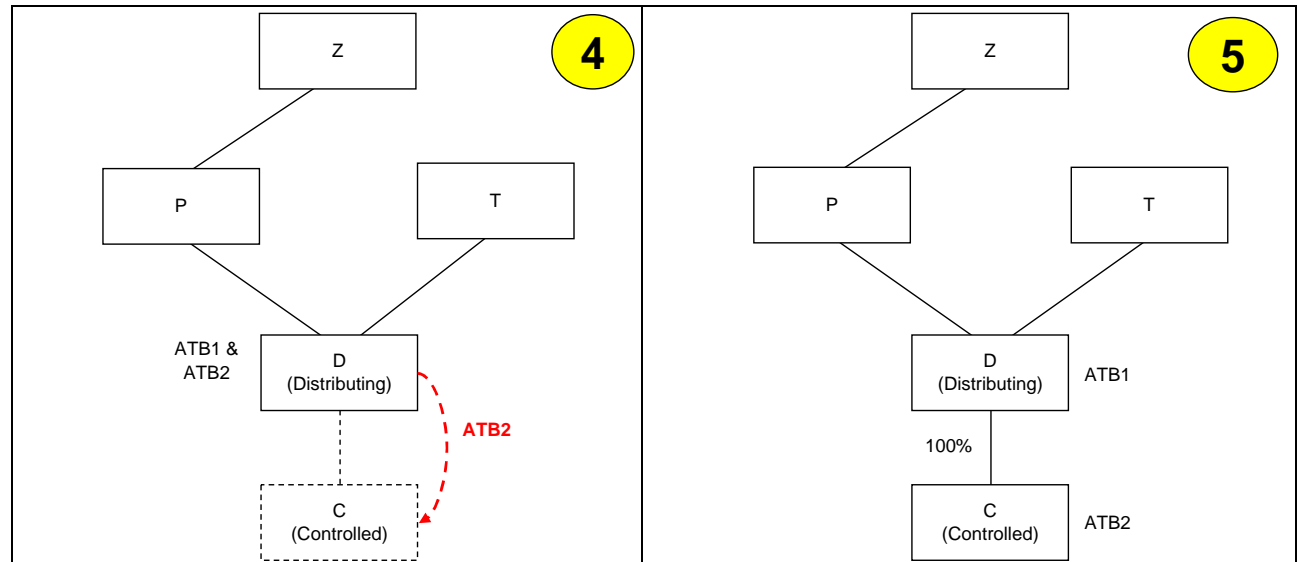 Z
4
P
T
ATB1 &
ATB2
D
(Distributing)
ATB2
C
(Controlled)
Z
5
P
T
D
(Distributing)
ATB1
100%
C
(Controlled)
ATB2